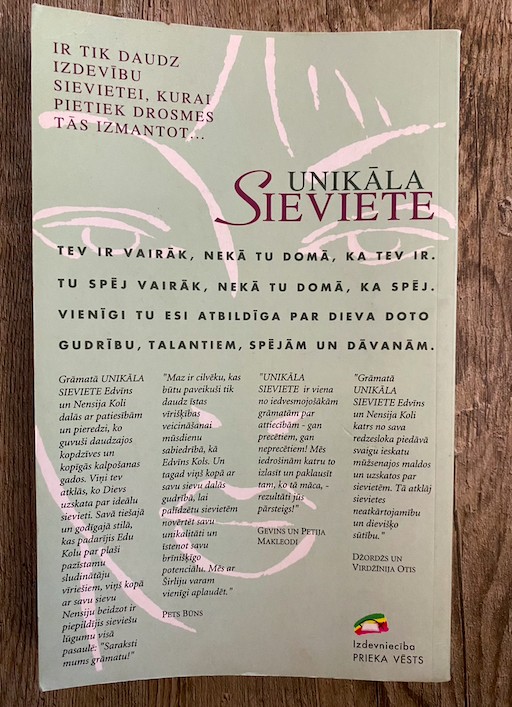 IR TIK DAUDZ
IZDEVĪBU
SIEVIETEI, KURAI
PIETIEK DROSMES
TĀS IZMANTOT...
UNIKĀLA
SIEVIETE
TEV IR VAIRĀK, NEKĀ TU DOMĀ, KA TEV IR.
TU SPĒJ VAIRĀK, NEKĀ TU DOMĀ, KA SPĒJ.
VIENĪGI TU ESI ATBILDĪGA PAR DIEVA DOTO
GUDRĪBU, TALANTIEM, SPĒJĀM UN DĀVANĀM.
Grāmatā UNIKĀLA
SIEVIETE Edvīns
un Nensija Koli
dalās ar patiesībām
un pieredzi, ko
guvuši daudzajos
kopdzīves un
kopīgās kalpošanas
gados. Viņi tev
atklās, ko Dievs
uzskata par ideālu
sievieti. Savā tiešajā
un godīgajā stilā,
kas padarījis Edu
Kolu par plaši
pazīstamu
sludinātāju
vīriešiem, viņš kopā
ar savu sievu
Nensiju beidzot ir
piepildījis sieviešu
lūgumu visā
pasaulē: "Saraksti
mums grāmatu!"
"Maz ir cilvēku, kas
būtu paveikuši tik
daudz īstas
vīrišķības
veicināšanai
mūsdienu
sabiedrībā, kā
Edvīns Kols. Un
tagad viņš kopā ar
savu sievu dalās
gudrībā, lai
palīdzētu sievietēm
novērtēt savu
unikalitāti un
īstenot savu
brīnišķīgo
potenciālu. Mēs ar
Širliju varam
vienīgi aplaudēt."
PETS BŪNS
"UNIKĀLA
SIEVIETE ir viena
no iedvesmojošākām
grāmatām par
attiecībām - gan
precētiem, gan
neprecētiem! Mēs
iedrošinām katru to
izlasīt un paklausīt
tam, ko tā māca, -
rezultāti jūs
pārsteigs!"
GEVINS UN PETIJA
MAKLEODI
"Grāmatā
UNIKĀLA
SIEVIETE Edvīns
un Nensija Koli
katrs no sava
redzesloka piedāvā
svaigu ieskatu
mūžsenajos maldos
un uzskatos par
sievietēm. Tā atklāj
sievietes
neatkārtojamību
un dievišķo
sūtību."
DŽORDŽS UN
VIRDŽĪNIJA OTIS
Izdevniecība
PRIEKA VĒSTS